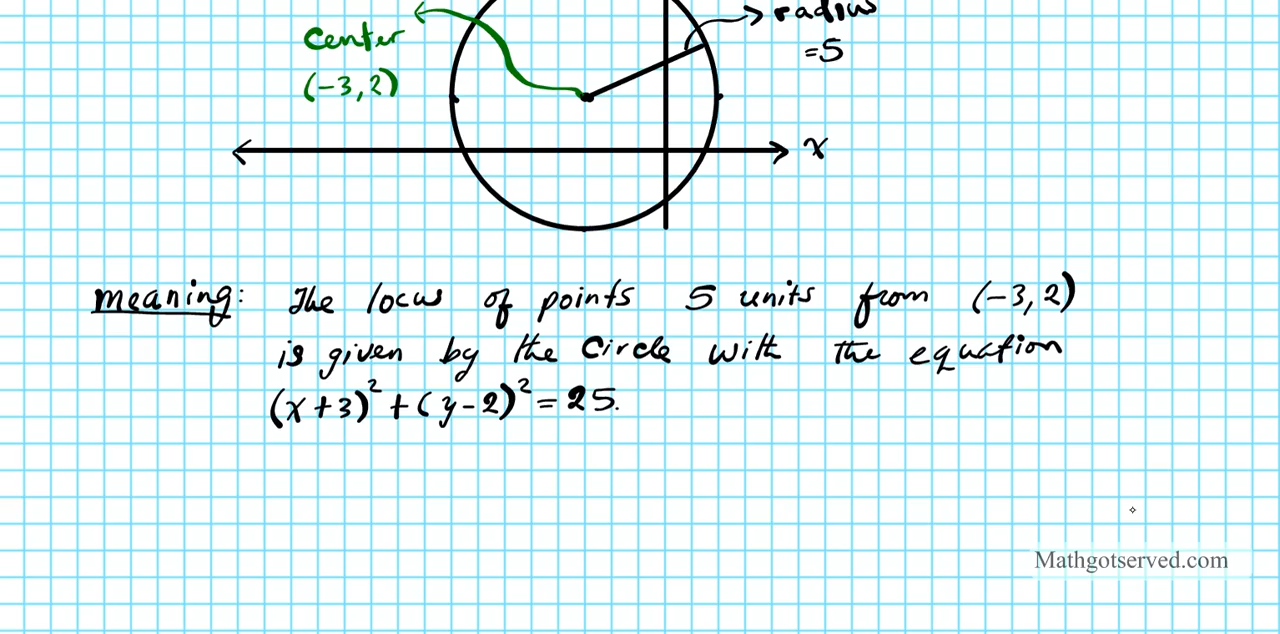 radius
Center
=5
(-3,2)
x
meaning: The locus of points 5 units from (-3,2)
is given by the circle with the equation
(x+3)²+(y-2)²=25.
Mathgotserved.com